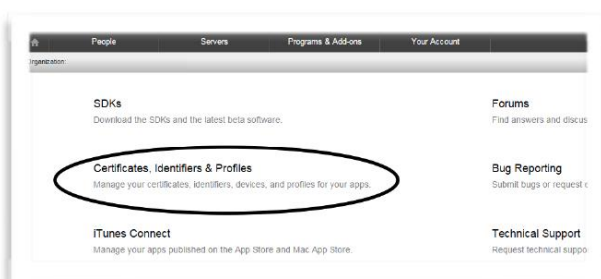 People Servers Programs & Add-ons Your Account
Organization:
SDKs
Download the SDKs and the latest beta software.
Forums
Find answers and discus
Certificates, Identifiers & Profiles
Manage your certificates, identifiers, devices, and profiles for your apps.
Bug Reporting
Submit bugs or request
iTunes Connect
Manage your apps published on the App Store and Mac App Store.
Technical Support
Request technical suppo